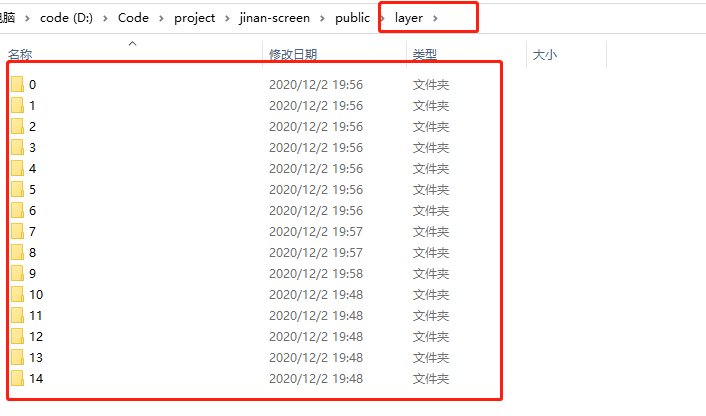 电脑 › code (D:) › Code › project › jinan-screen › public › layer ›
名称 修改日期 类型 大小
0 2020/12/2 19:56 文件夹
1 2020/12/2 19:56 文件夹
2 2020/12/2 19:56 文件夹
3 2020/12/2 19:56 文件夹
4 2020/12/2 19:56 文件夹
5 2020/12/2 19:56 文件夹
6 2020/12/2 19:56 文件夹
7 2020/12/2 19:57 文件夹
8 2020/12/2 19:57 文件夹
9 2020/12/2 19:58 文件夹
10 2020/12/2 19:48 文件夹
11 2020/12/2 19:48 文件夹
12 2020/12/2 19:48 文件夹
13 2020/12/2 19:48 文件夹
14 2020/12/2 19:48 文件夹